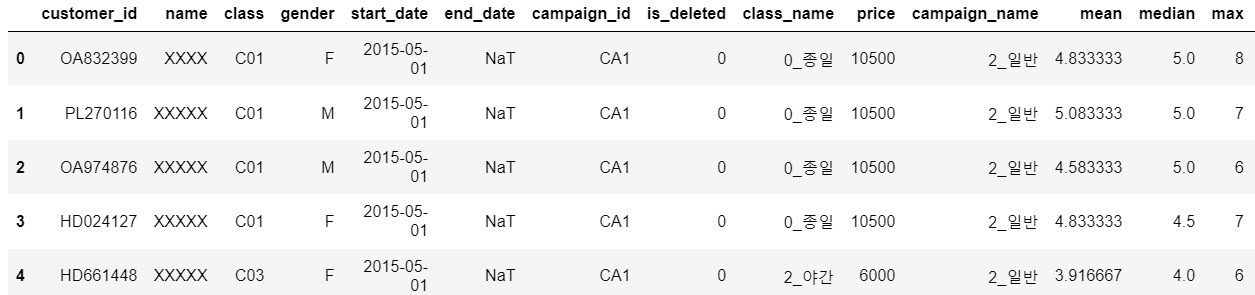 customer_id name class gender start_date end_date campaign_id is_deleted class_name price campaign_name mean median max
0 OA832399 XXXX C01 F 2015-05-01 NaT CA1 0 0_종일 10500 2_일반 4.833333 5.0 8
1 PL270116 XXXXX C01 M 2015-05-01 NaT CA1 0 0_종일 10500 2_일반 5.083333 5.0 7
2 OA974876 XXXXX C01 M 2015-05-01 NaT CA1 0 0_종일 10500 2_일반 4.583333 5.0 6
3 HD024127 XXXXX C01 F 2015-05-01 NaT CA1 0 0_종일 10500 2_일반 4.833333 4.5 7
4 HD661448 XXXXX C03 F 2015-05-01 NaT CA1 0 2_야간 6000 2_일반 3.916667 4.0 6